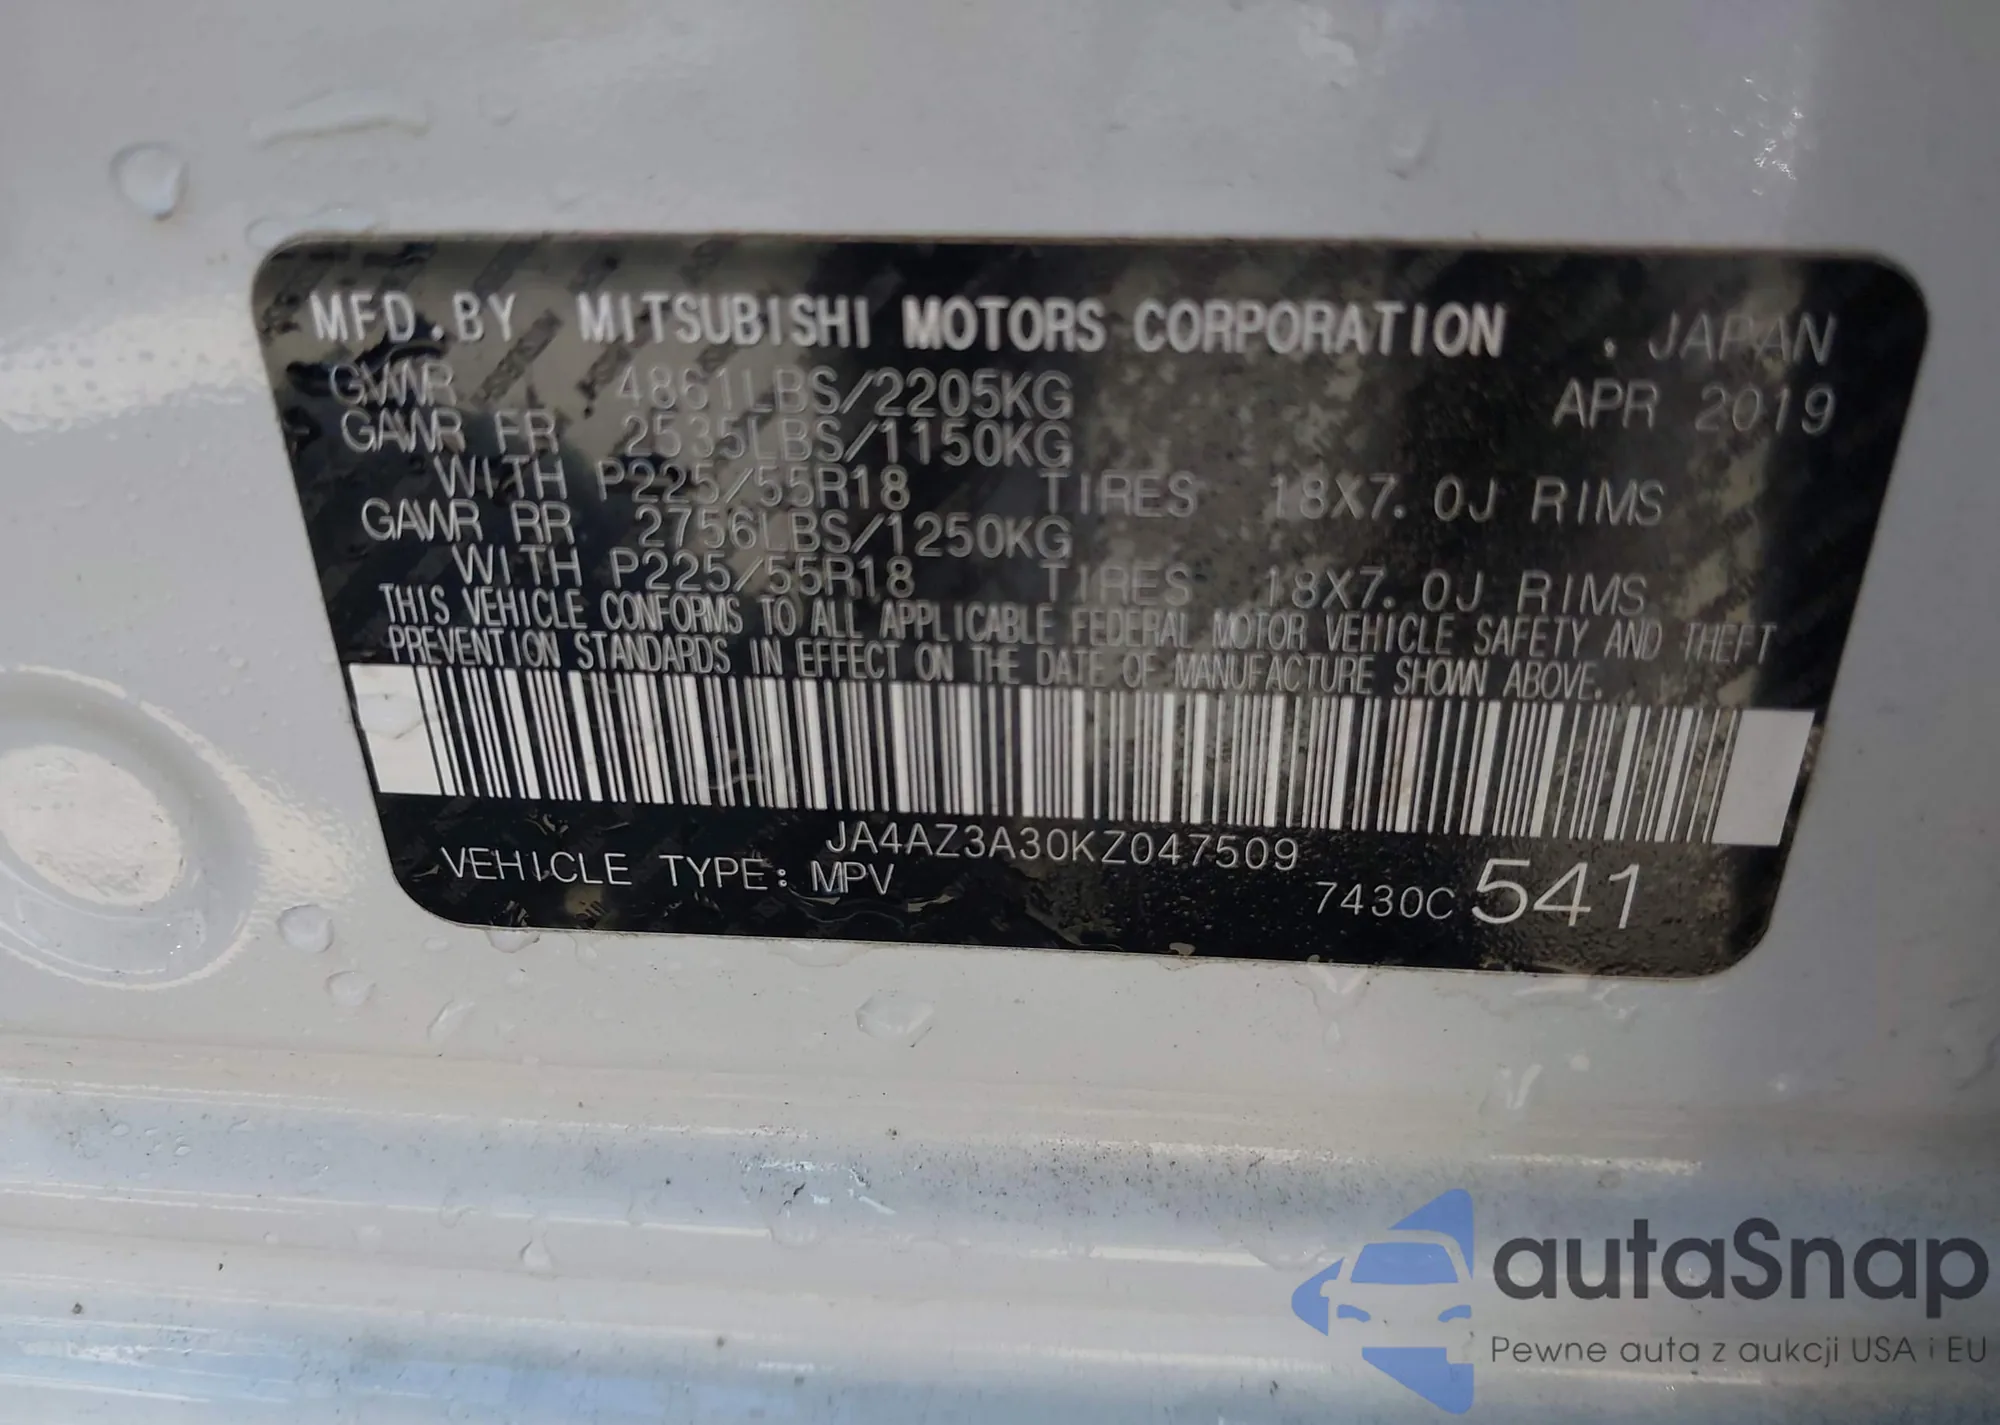 MFD.BY MITSUBISHI MOTORS CORPORATION . JAPAN
GVWR 4861LBS/2205KG APR 2019
GAWR FR 2535LBS/1150KG
WITH P225/55R18 TIRES 18X7.0J RIMS
GAWR RR 2756LBS/1250KG
WITH P225/55R18 TIRES 18X7.0J RIMS
THIS VEHICLE CONFORMS TO ALL APPLICABLE FEDERAL MOTOR VEHICLE SAFETY AND THEFT
PREVENTION STANDARDS IN EFFECT ON THE DATE OF MANUFACTURE SHOWN ABOVE.
JA4AZ3A30KZ047509
VEHICLE TYPE: MPV 7430C 541
autaSnap
Pewne auta z aukcji USA i EU